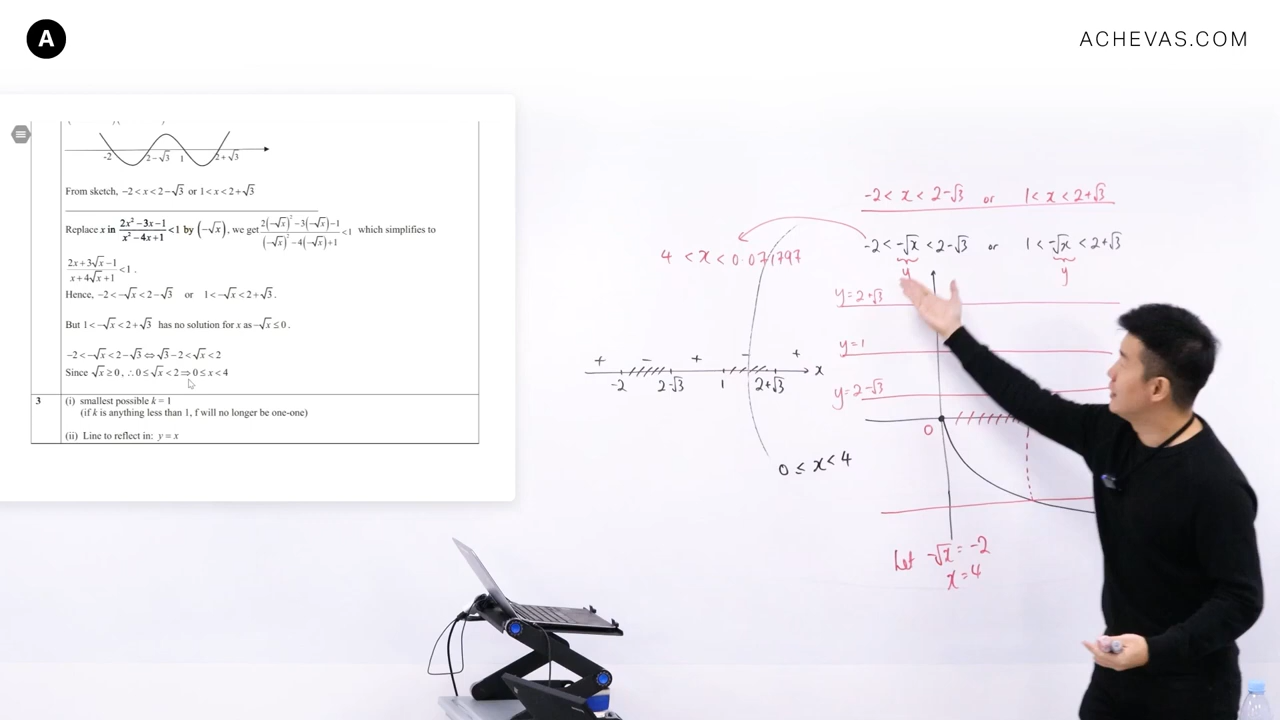 A
ACHEVAS.COM
-2 2-√3 1 2+√3
From sketch, -2 < x < 2-√3 or 1 < x < 2+√3
Replace x in (2x²-3x-1)/(x²-4x+1) < 1 by (-√x), we get (2(-√x)²-3(-√x)-1)/((-√x)²-4(-√x)+1) < 1 which simplifies to
(2x+3√x-1)/(x+4√x+1) < 1 .
Hence, -2 < -√x < 2-√3 or 1 < -√x < 2+√3 .
But 1 < -√x < 2+√3 has no solution for x as -√x ≤ 0 .
-2 < -√x < 2-√3 ⇔ √3-2 < √x < 2
Since √x ≥ 0, ∴ 0 ≤ √x < 2 ⇒ 0 ≤ x < 4
3 (i) smallest possible k = 1
(if k is anything less than 1, f will no longer be one-one)
(ii) Line to reflect in: y = x
-2 < x < 2-√3 or 1 < x < 2+√3
-2 < -√x < 2-√3 or 1 < -√x < 2+√3
y y
4 < x < 0.071797
+ - + - +
-2 2-√3 1 2+√3 x
0 ≤ x < 4
y = 2+√3
y = 1
y = 2-√3
0
Let -√x = -2
x = 4